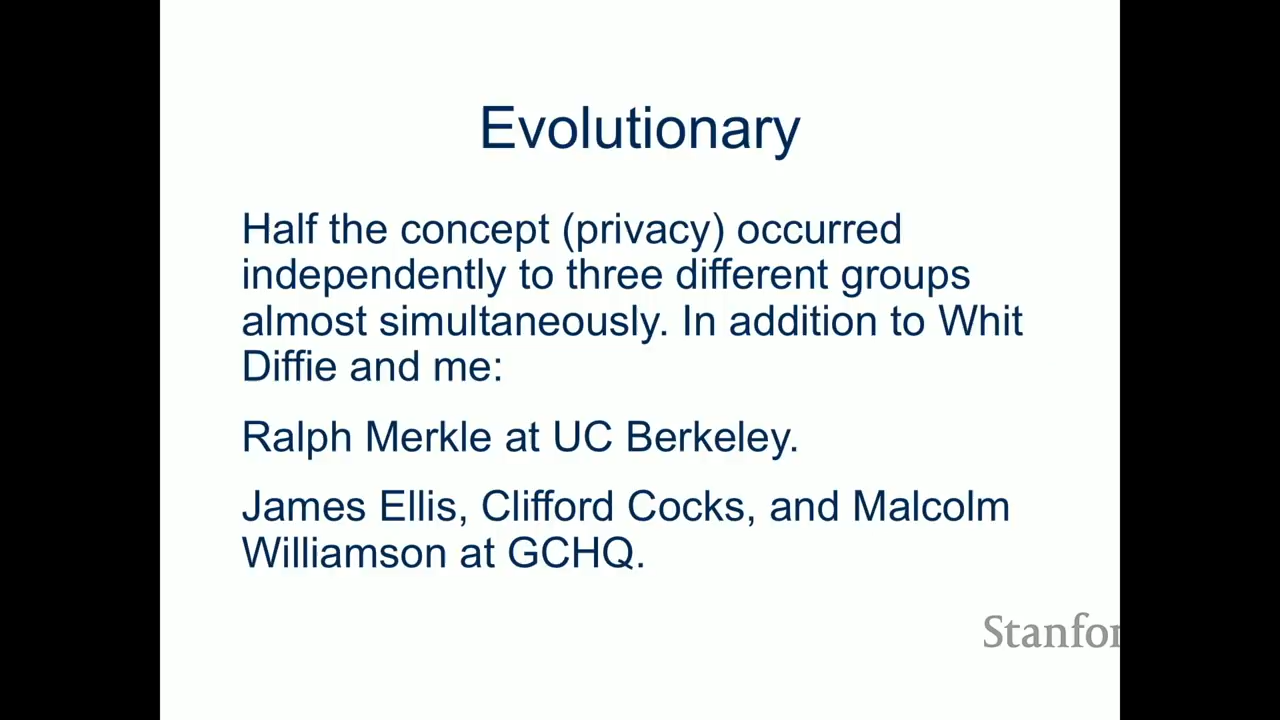 Evolutionary
Half the concept (privacy) occurred
independently to three different groups
almost simultaneously. In addition to Whit
Diffie and me:
Ralph Merkle at UC Berkeley.
James Ellis, Clifford Cocks, and Malcolm
Williamson at GCHQ.
Stanfor